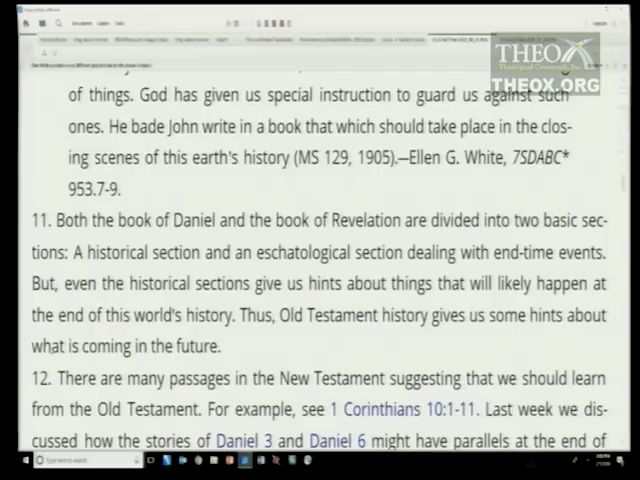 THEOX
THEOX.ORG
of things. God has given us special instruction to guard us against such
ones. He bade John write in a book that which should take place in the clos-
ing scenes of this earth's history (MS 129, 1905).—Ellen G. White, 7SDABC*
953.7-9.
11. Both the book of Daniel and the book of Revelation are divided into two basic sec-
tions: A historical section and an eschatological section dealing with end-time events.
But, even the historical sections give us hints about things that will likely happen at
the end of this world's history. Thus, Old Testament history gives us some hints about
what is coming in the future.
12. There are many passages in the New Testament suggesting that we should learn
from the Old Testament. For example, see 1 Corinthians 10:1-11. Last week we dis-
cussed how the stories of Daniel 3 and Daniel 6 might have parallels at the end of